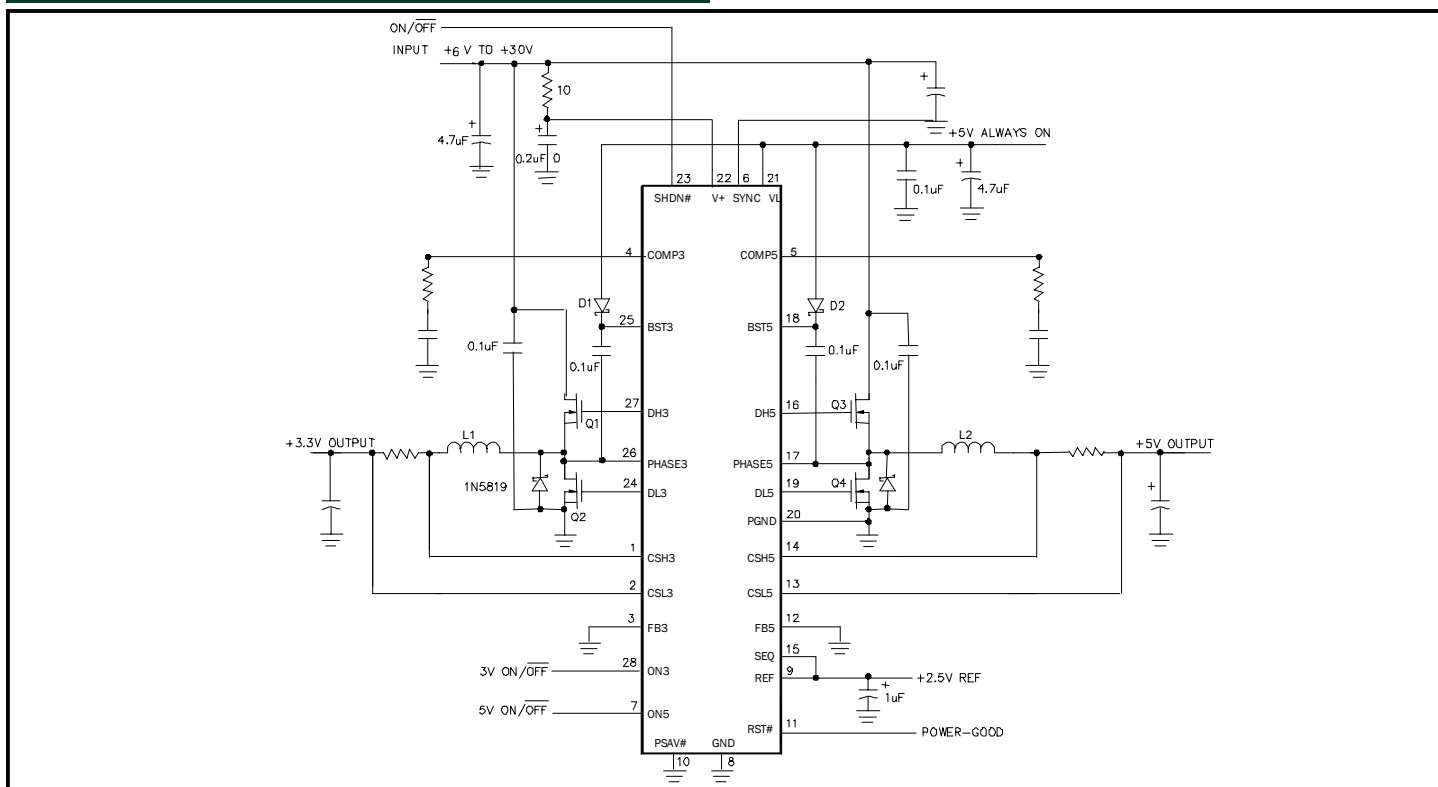 ON/OFF
INPUT +6 V TO +30V
10
+
+
+
4.7uF
0.2uF 0
+5V ALWAYS ON
+
0.1uF
4.7uF
23
22
6
21
SHDN#
V+
SYNC
VL
4
COMP3
COMP5
5
D1
D2
25
BST3
BST5
18
0.1uF
0.1uF
0.1uF
0.1uF
27
DH3
DH5
16
Q3
Q1
+3.3V OUTPUT
L1
L2
+5V OUTPUT
26
PHASE3
PHASE5
17
1N5819
24
DL3
DL5
19
Q4
+
Q2
PGND
20
1
CSH3
CSH5
14
2
CSL3
CSL5
13
3
FB3
FB5
12
SEQ
15
3V ON/OFF
28
ON3
REF
9
+2.5V REF
+
1uF
5V ON/OFF
7
ON5
RST#
11
POWER-GOOD
PSAV#
GND
10
8